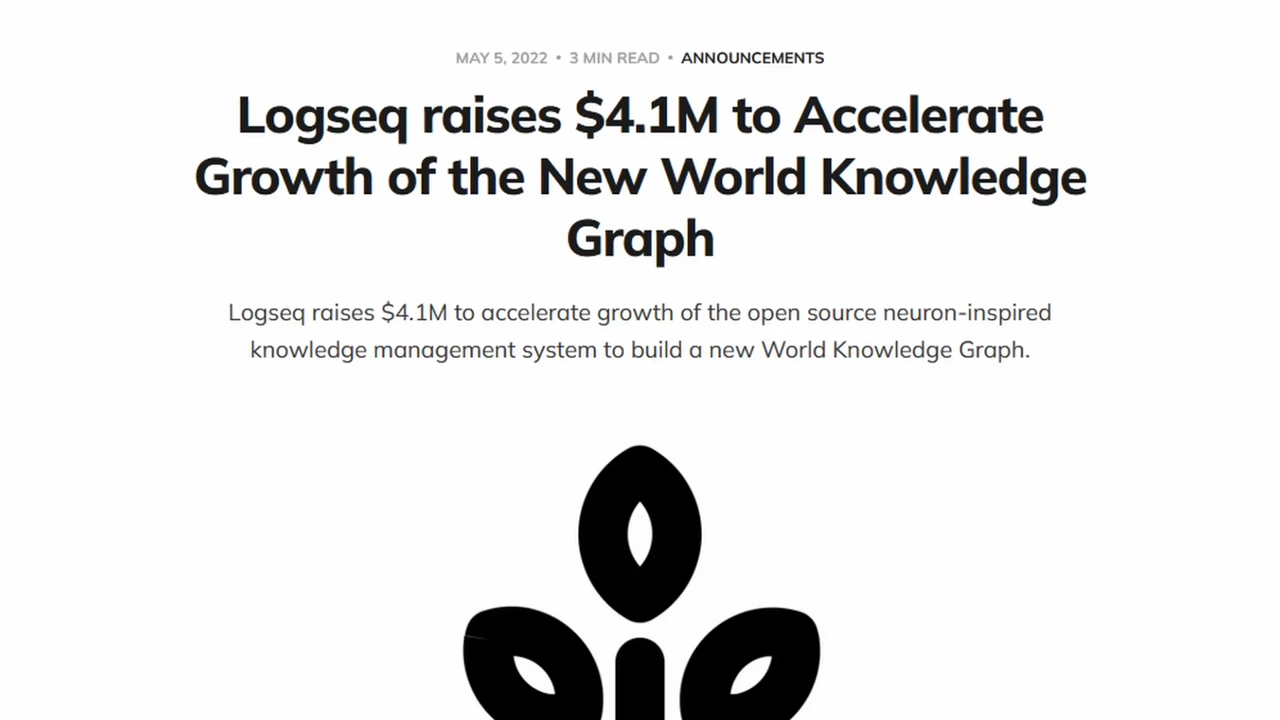 MAY 5, 2022 • 3 MIN READ • ANNOUNCEMENTS
Logseq raises $4.1M to Accelerate
Growth of the New World Knowledge
Graph
Logseq raises $4.1M to accelerate growth of the open source neuron-inspired
knowledge management system to build a new World Knowledge Graph.